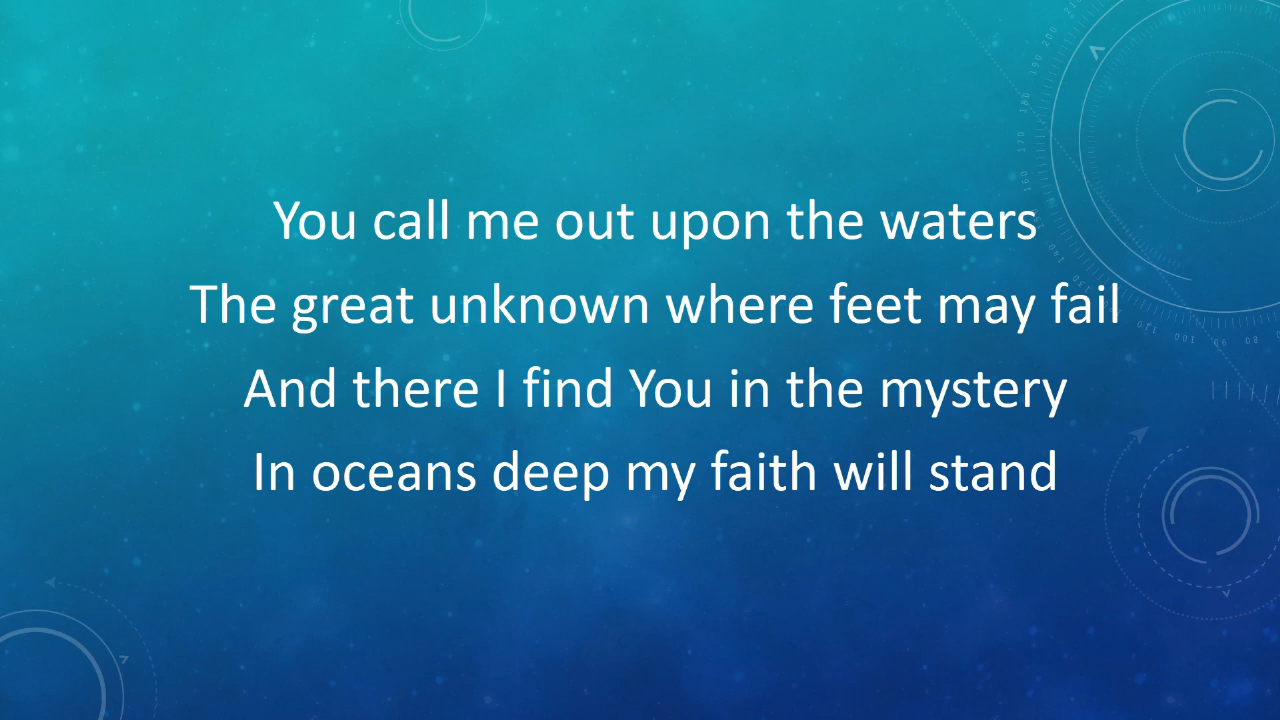 You call me out upon the waters
The great unknown where feet may fail
And there I find You in the mystery
In oceans deep my faith will stand